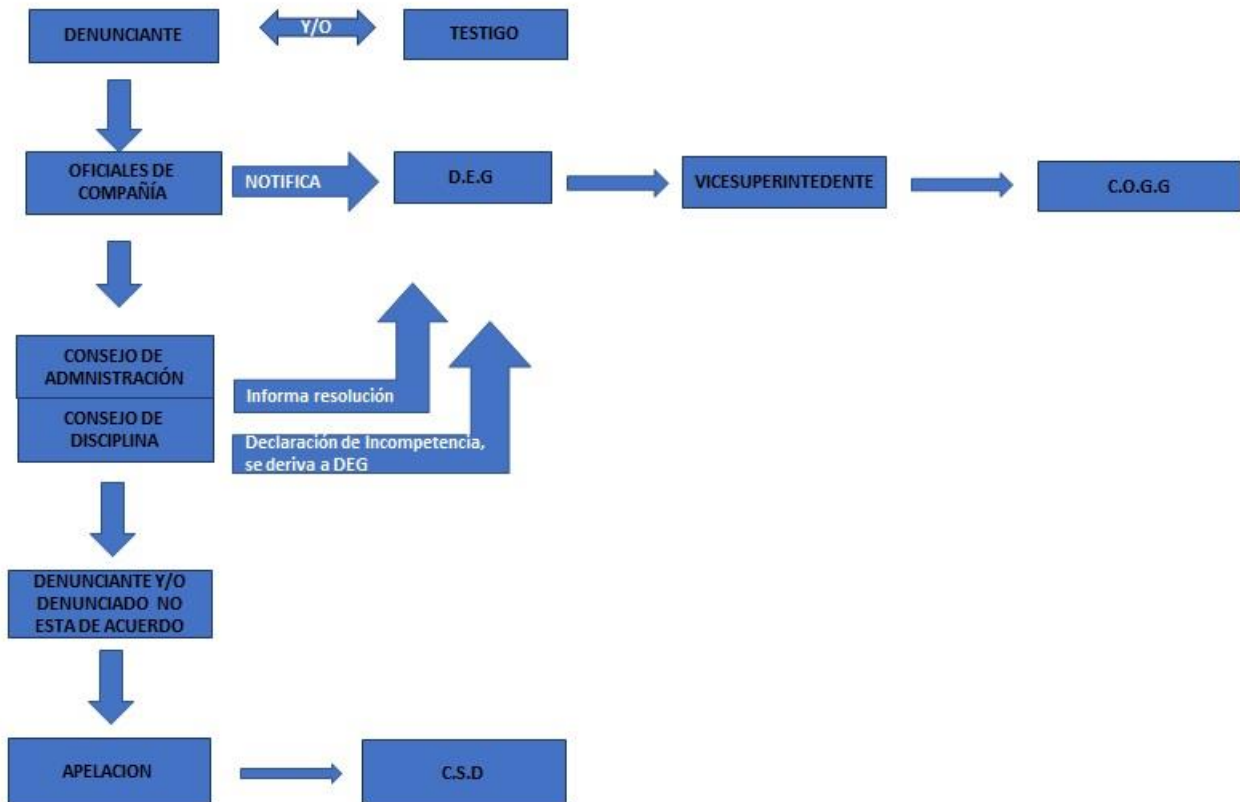 DENUNCIANTE
Y/O
TESTIGO
OFICIALES DE
COMPAÑÍA
NOTIFICA
D.E.G
VICESUPERINTEDENTE
C.O.G.G
CONSEJO DE
ADMNISTRACIÓN
Informa resolución
CONSEJO DE
DISCIPLINA
Declaración de Incompetencia,
se deriva a DEG
DENUNCIANTE Y/O
DENUNCIADO NO
ESTA DE ACUERDO
APELACION
C.S.D